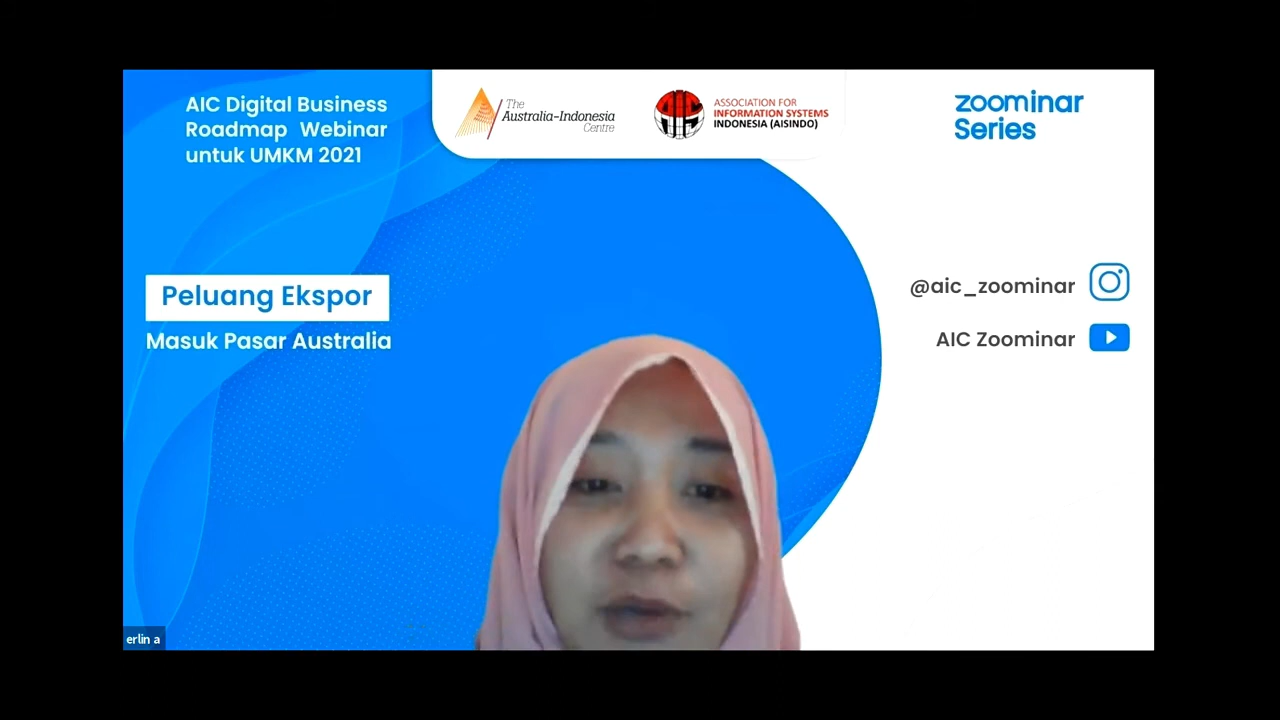 AIC Digital Business
Roadmap Webinar
untuk UMKM 2021
The
Australia-Indonesia
Centre
AIC
ASSOCIATION FOR
INFORMATION SYSTEMS
INDONESIA (AISINDO)
zoominar
Series
Peluang Ekspor
Masuk Pasar Australia
@aic_zoominar
AIC Zoominar
erlin a